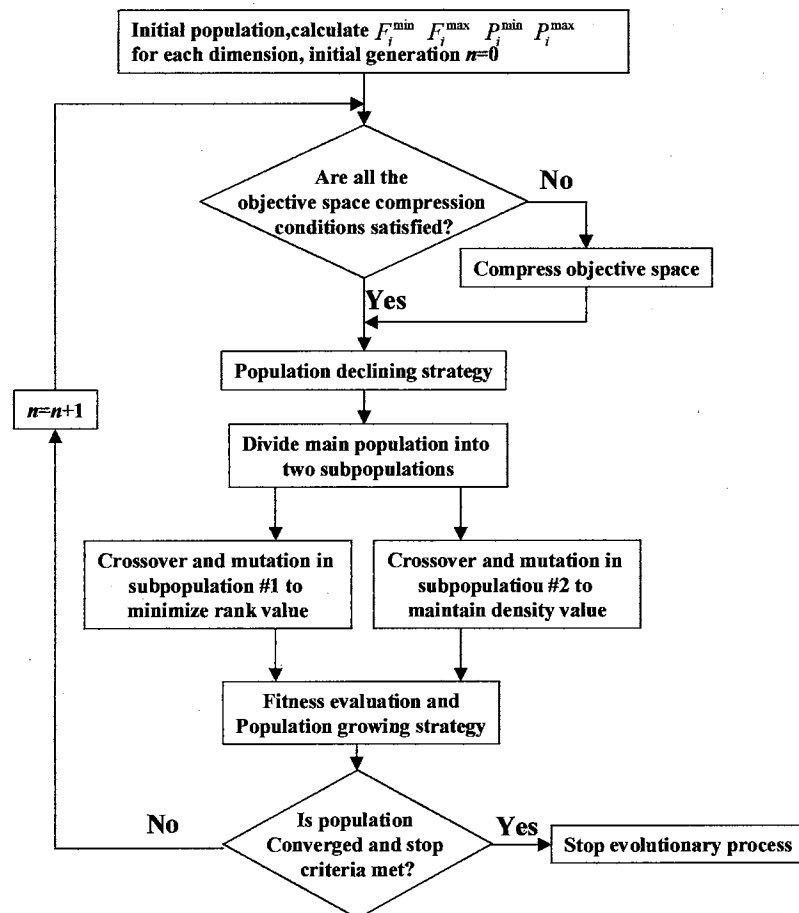 Initial population,calculate F_i^min F_i^max P_i^min P_i^max
for each dimension, initial generation n=0
Are all the
objective space compression
conditions satisfied?
No
Compress objective space
Yes
Population declining strategy
n=n+1
Divide main population into
two subpopulations
Crossover and mutation in
subpopulation #1 to
minimize rank value
Crossover and mutation in
subpopulatiou #2 to
maintain density value
Fitness evaluation and
Population growing strategy
No
Is population
Converged and stop
criteria met?
Yes
Stop evolutionary process